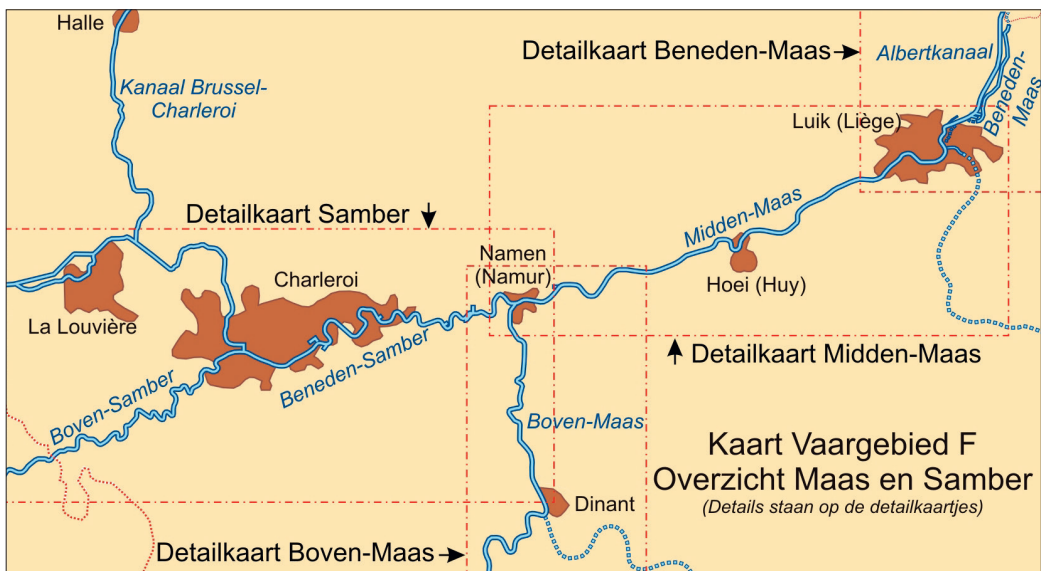 Halle
Detailkaart Beneden-Maas
Albertkanaal
Beneden-
Maas
Kanaal Brussel-
Charleroi
Luik (Liège)
Midden-Maas
Detailkaart Samber
Namen
(Namur)
Charleroi
Hoei (Huy)
La Louvière
Detailkaart Midden-Maas
Beneden-Samber
Boven-Samber
Boven-Maas
Kaart Vaargebied F
Overzicht Maas en Samber
(Details staan op de detailkaartjes)
Dinant
Detailkaart Boven-Maas